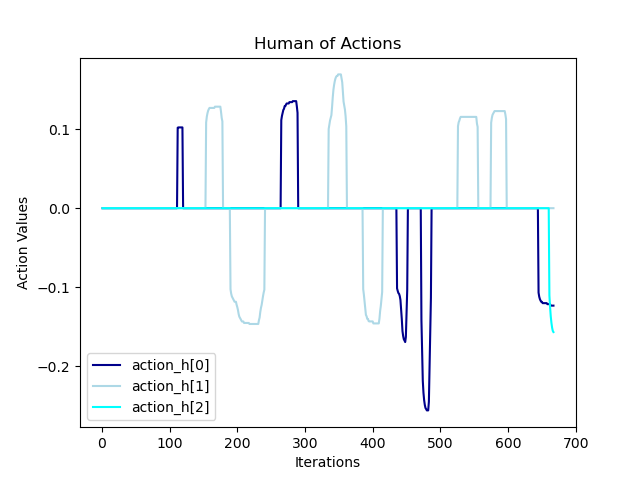 Human of Actions
Action Values
0.1
0.0
−0.1
−0.2
action_h[0]
action_h[1]
action_h[2]
0 100 200 300 400 500 600 700
Iterations